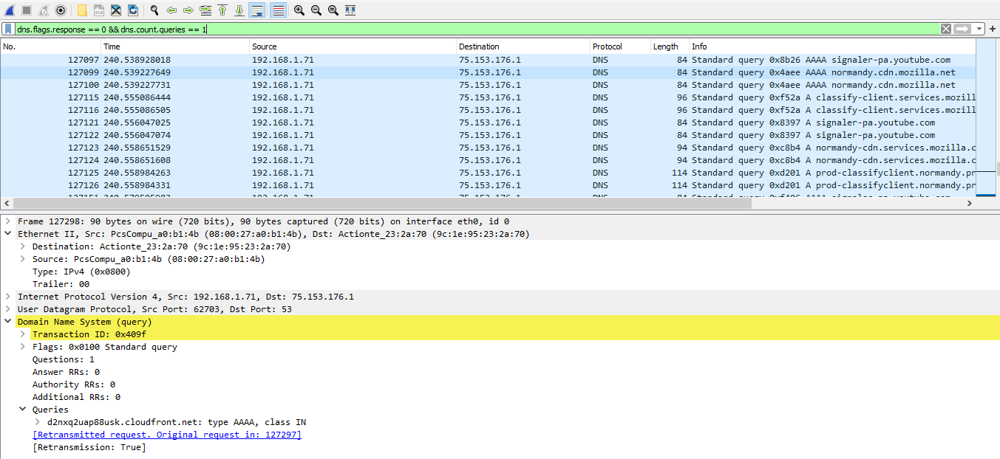 dns.flags.response == 0 && dns.count.queries == 1
No. Time Source Destination Protocol Length Info
127097 240.538928018 192.168.1.71 75.153.176.1 DNS 84 Standard query 0x8b26 AAAA signaler-pa.youtube.com
127099 240.539227649 192.168.1.71 75.153.176.1 DNS 84 Standard query 0x4aee AAAA normandy.cdn.mozilla.net
127100 240.539227731 192.168.1.71 75.153.176.1 DNS 84 Standard query 0x4aee AAAA normandy.cdn.mozilla.net
127115 240.555086444 192.168.1.71 75.153.176.1 DNS 96 Standard query 0xf52a A classify-client.services.mozill
127116 240.555086505 192.168.1.71 75.153.176.1 DNS 96 Standard query 0xf52a A classify-client.services.mozill
127121 240.556047025 192.168.1.71 75.153.176.1 DNS 84 Standard query 0x8397 A signaler-pa.youtube.com
127122 240.556047074 192.168.1.71 75.153.176.1 DNS 84 Standard query 0x8397 A signaler-pa.youtube.com
127123 240.558651529 192.168.1.71 75.153.176.1 DNS 94 Standard query 0xc8b4 A normandy-cdn.services.mozilla.c
127124 240.558651608 192.168.1.71 75.153.176.1 DNS 94 Standard query 0xc8b4 A normandy-cdn.services.mozilla.c
127125 240.558984263 192.168.1.71 75.153.176.1 DNS 114 Standard query 0xd201 A prod-classifyclient.normandy.pr
127126 240.558984331 192.168.1.71 75.153.176.1 DNS 114 Standard query 0xd201 A prod-classifyclient.normandy.pr
192.168.1.71 75.153.176.1 DNS 84 Standard query AAAA signaler-pa.youtube.com
Frame 127298: 90 bytes on wire (720 bits), 90 bytes captured (720 bits) on interface eth0, id 0
Ethernet II, Src: PcsCompu_a0:b1:4b (08:00:27:a0:b1:4b), Dst: Actionte_23:2a:70 (9c:1e:95:23:2a:70)
Destination: Actionte_23:2a:70 (9c:1e:95:23:2a:70)
Source: PcsCompu_a0:b1:4b (08:00:27:a0:b1:4b)
Type: IPv4 (0x0800)
Trailer: 00
Internet Protocol Version 4, Src: 192.168.1.71, Dst: 75.153.176.1
User Datagram Protocol, Src Port: 62703, Dst Port: 53
Domain Name System (query)
Transaction ID: 0x409f
Flags: 0x0100 Standard query
Questions: 1
Answer RRs: 0
Authority RRs: 0
Additional RRs: 0
Queries
d2nxq2uap88usk.cloudfront.net: type AAAA, class IN
[Retransmitted request. Original request in: 127297]
[Retransmission: True]